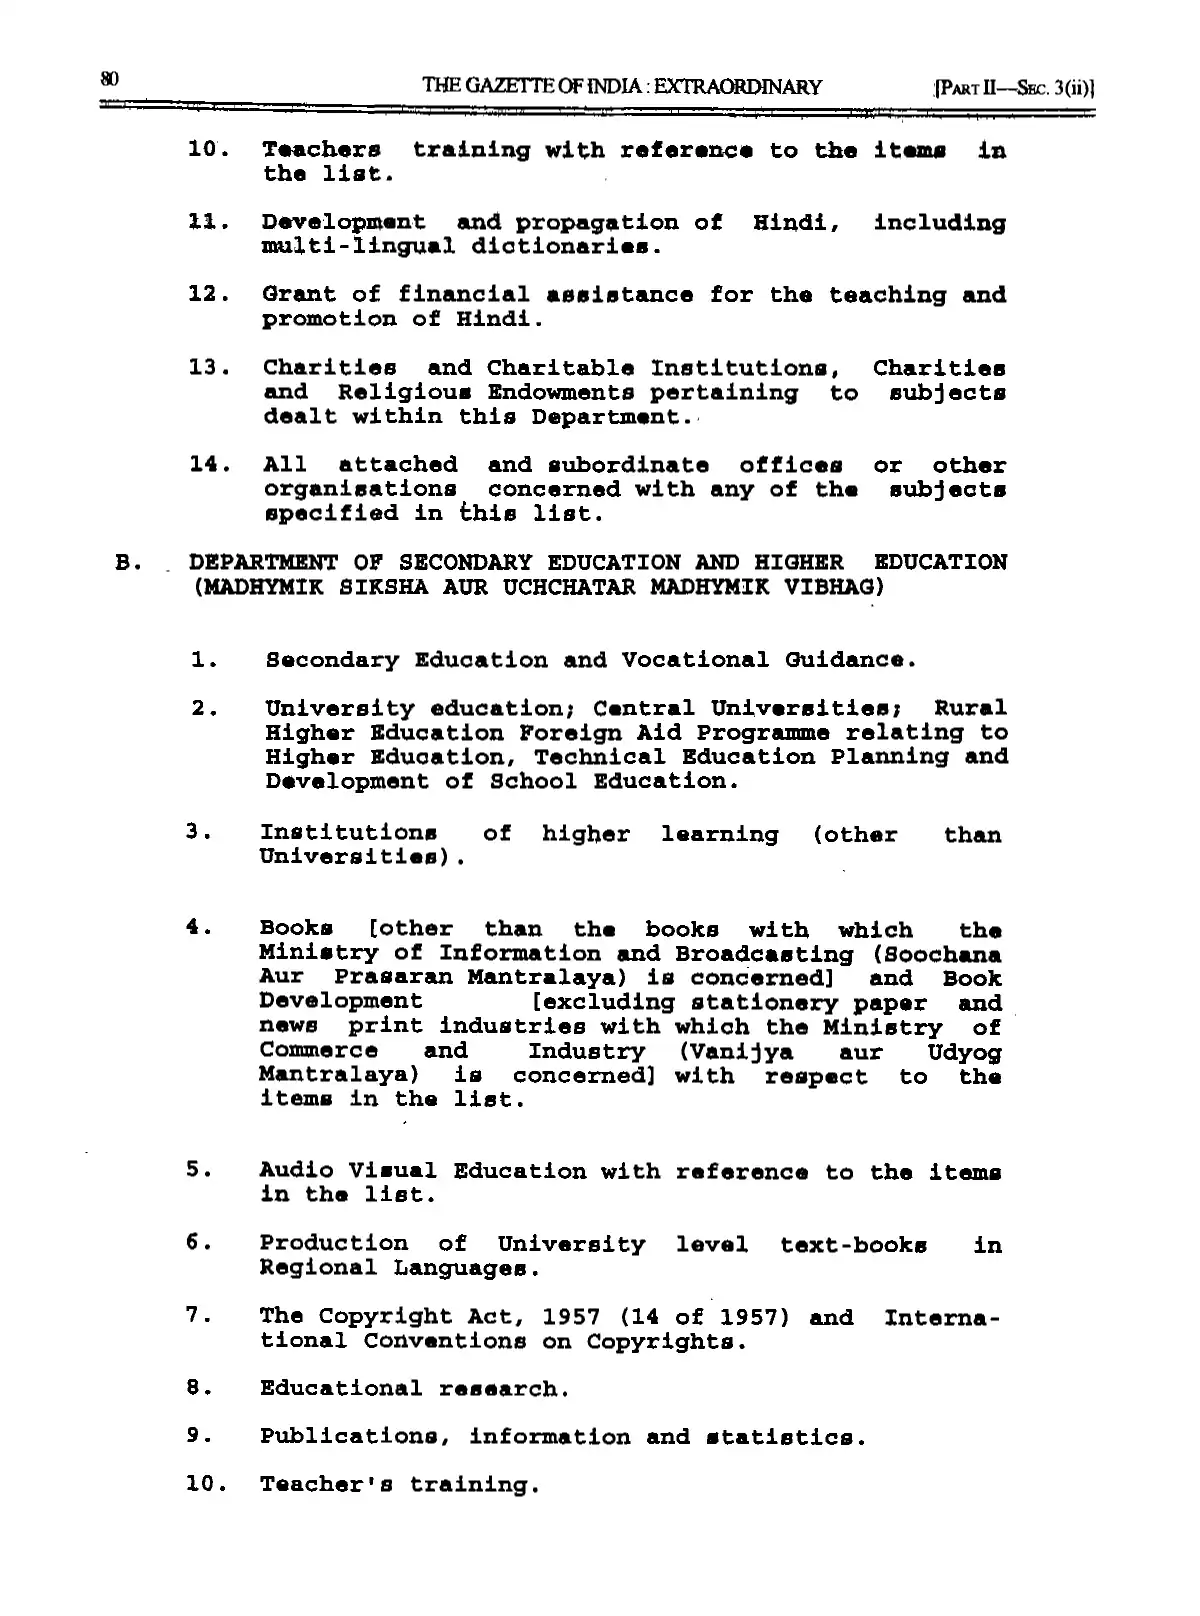 80
THE GAZETTE OF INDIA : EXTRAORDINARY
[PART II—SEC. 3(ii)]
10. Teachers training with reference to the items in
the list.
11. Development and propagation of Hindi, including
multi-lingual dictionaries.
12. Grant of financial assistance for the teaching and
promotion of Hindi.
13. Charities and Charitable Institutions, Charities
and Religious Endowments pertaining to subjects
dealt within this Department.
14. All attached and subordinate offices or other
organisations concerned with any of the subjects
specified in this list.
B. DEPARTMENT OF SECONDARY EDUCATION AND HIGHER EDUCATION
(MADHYMIK SIKSHA AUR UCHCHATAR MADHYMIK VIBHAG)
1. Secondary Education and Vocational Guidance.
2. University education; Central Universities; Rural
Higher Education Foreign Aid Programme relating to
Higher Education, Technical Education Planning and
Development of School Education.
3. Institutions of higher learning (other than
Universities).
4. Books [other than the books with which the
Ministry of Information and Broadcasting (Soochana
Aur Prasaran Mantralaya) is concerned] and Book
Development [excluding stationery paper and
news print industries with which the Ministry of
Commerce and Industry (Vanijya aur Udyog
Mantralaya) is concerned] with respect to the
items in the list.
5. Audio Visual Education with reference to the items
in the list.
6. Production of University level text-books in
Regional Languages.
7. The Copyright Act, 1957 (14 of 1957) and Interna-
tional Conventions on Copyrights.
8. Educational research.
9. Publications, information and statistics.
10. Teacher's training.